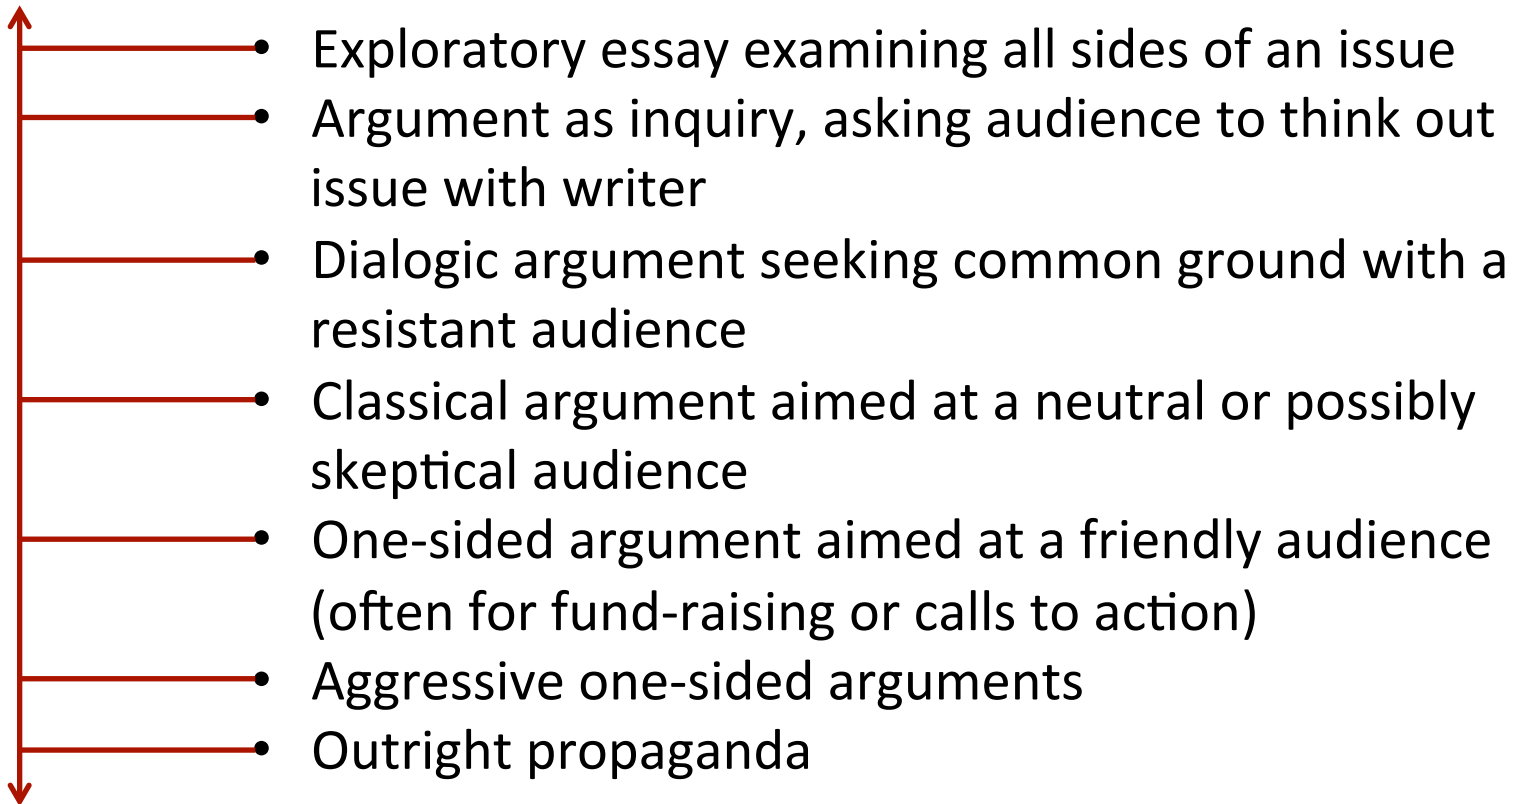 • Exploratory essay examining all sides of an issue
• Argument as inquiry, asking audience to think out
issue with writer
• Dialogic argument seeking common ground with a
resistant audience
• Classical argument aimed at a neutral or possibly
skeptical audience
• One-sided argument aimed at a friendly audience
(often for fund-raising or calls to action)
• Aggressive one-sided arguments
• Outright propaganda